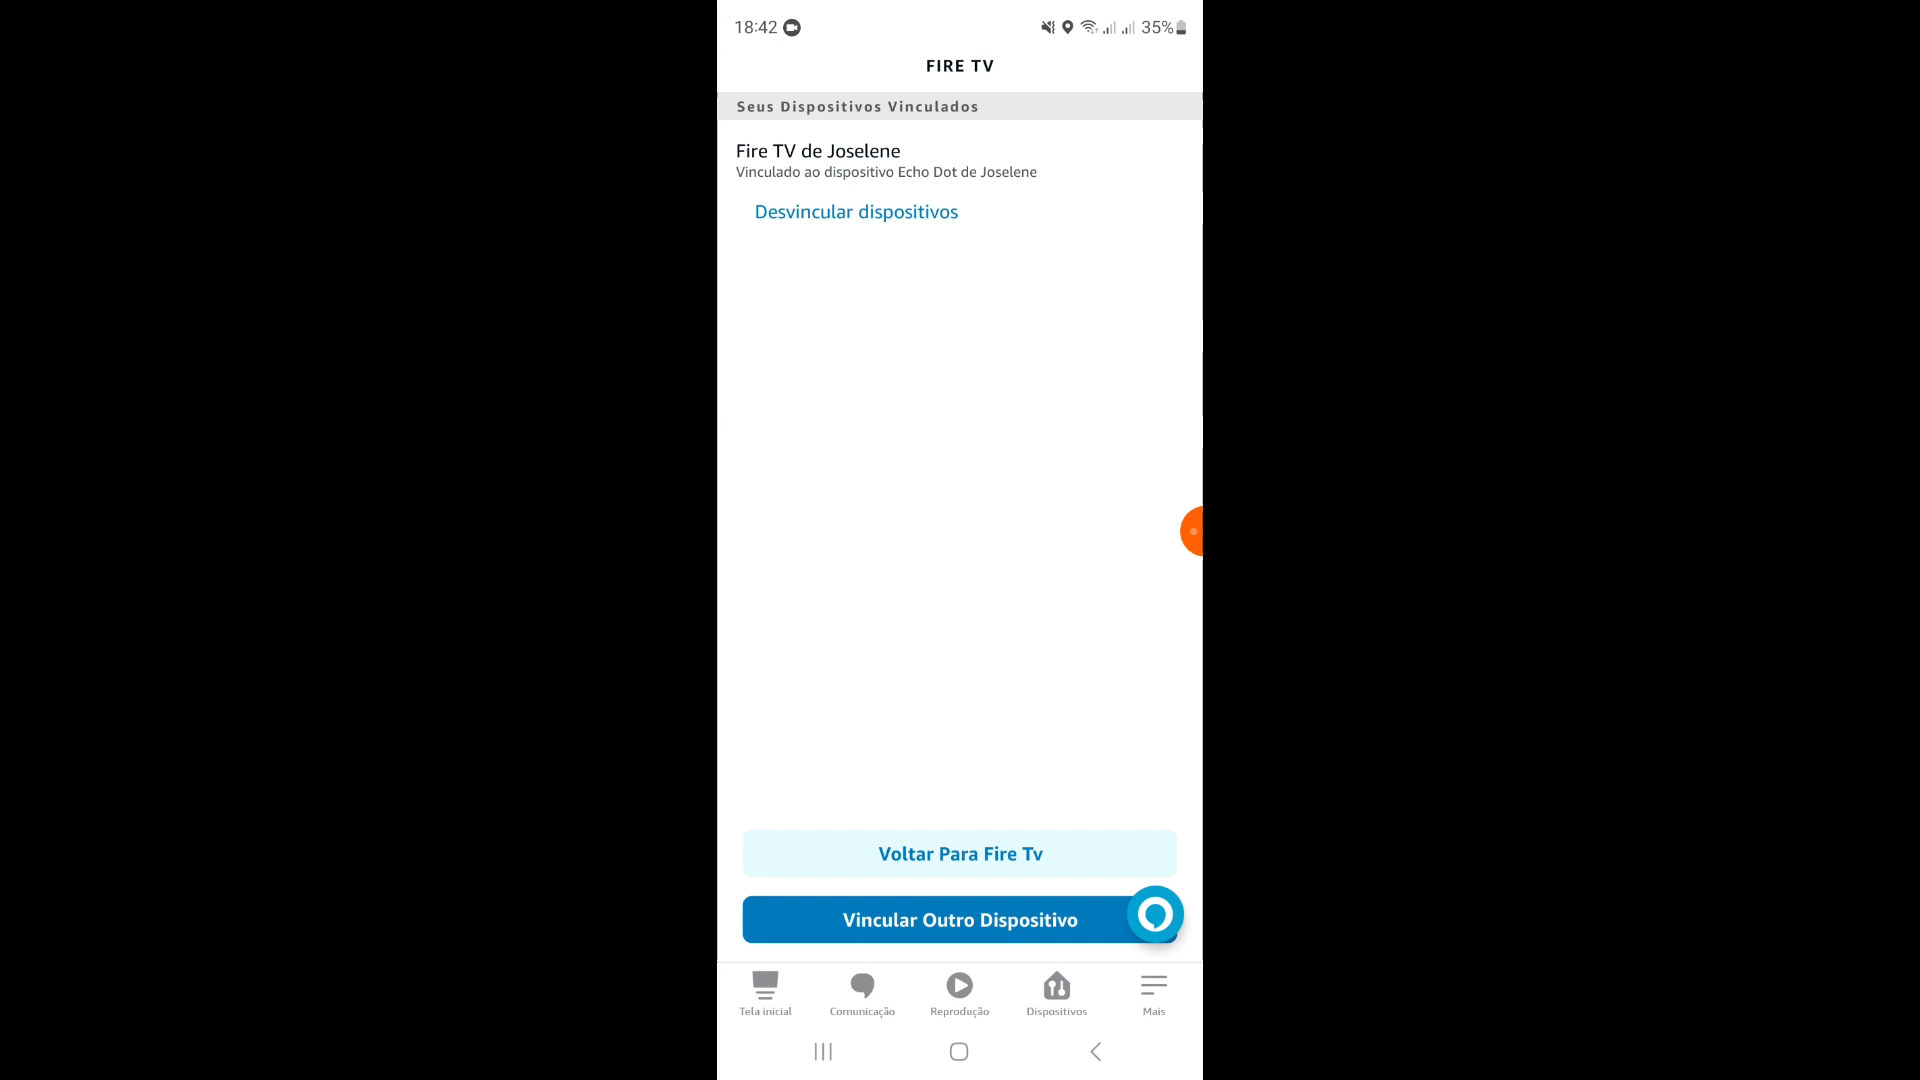 18:42
35%
FIRE TV
Seus Dispositivos Vinculados
Fire TV de Joselene
Vinculado ao dispositivo Echo Dot de Joselene
Desvincular dispositivos
Voltar Para Fire Tv
Vincular Outro Dispositivo
Tela inicial
Comunicação
Reprodução
Dispositivos
Mais